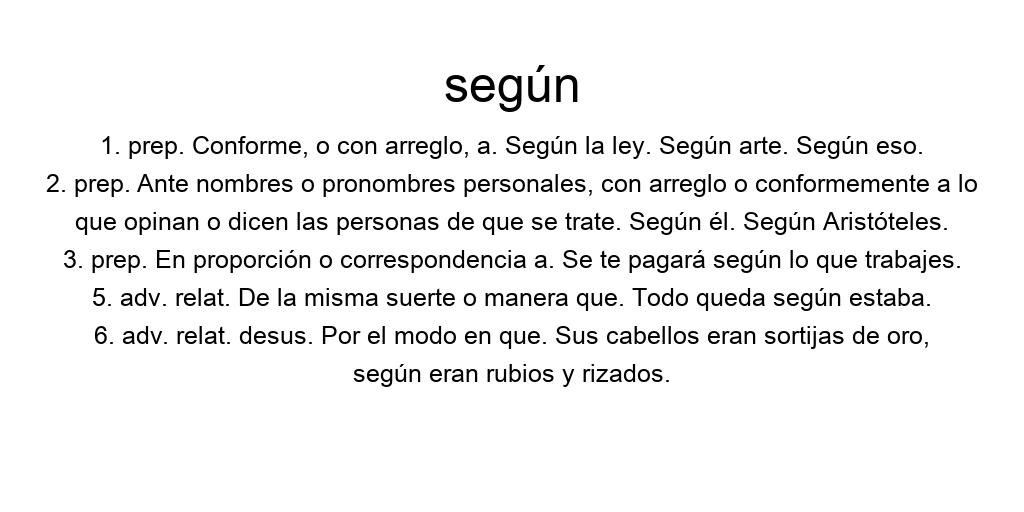 según
1. prep. Conforme, o con arreglo, a. Según la ley. Según arte. Según eso.
2. prep. Ante nombres o pronombres personales, con arreglo o conformemente a lo
que opinan o dicen las personas de que se trate. Según él. Según Aristóteles.
3. prep. En proporción o correspondencia a. Se te pagará según lo que trabajes.
5. adv. relat. De la misma suerte o manera que. Todo queda según estaba.
6. adv. relat. desus. Por el modo en que. Sus cabellos eran sortijas de oro,
según eran rubios y rizados.